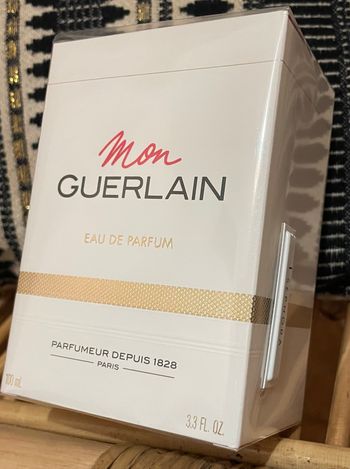 Mon
GUERLAIN
EAU DE PARFUM
PARFUMEUR DEPUIS 1828
PARIS
100 mL
3.3 FL. OZ.